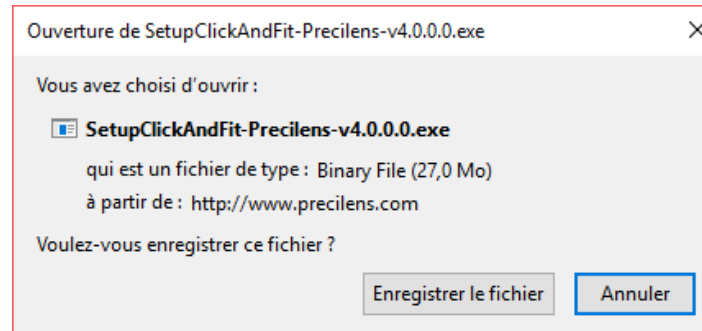 Ouverture de SetupClickAndFit-Precilens-v4.0.0.0.exe
Vous avez choisi d’ouvrir :
SetupClickAndFit-Precilens-v4.0.0.0.exe
qui est un fichier de type : Binary File (27,0 Mo)
à partir de : http://www.precilens.com
Voulez-vous enregistrer ce fichier ?
Enregistrer le fichier Annuler